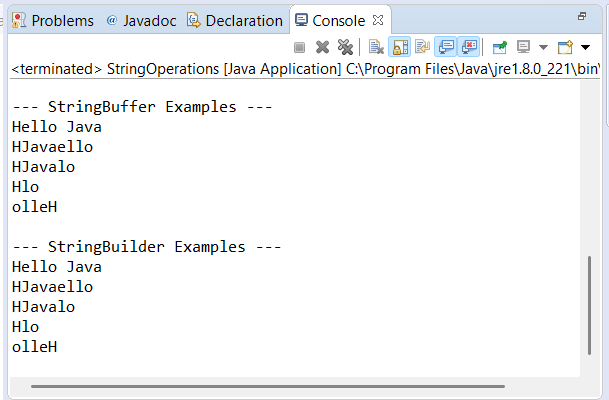 Problems @ Javadoc Declaration Console
<terminated> StringOperations [Java Application] C:\Program Files\Java\jre1.8.0_221\bin\
--- StringBuffer Examples ---
Hello Java
HJavaello
HJavalo
Hlo
olleH
--- StringBuilder Examples ---
Hello Java
HJavaello
HJavalo
Hlo
olleH